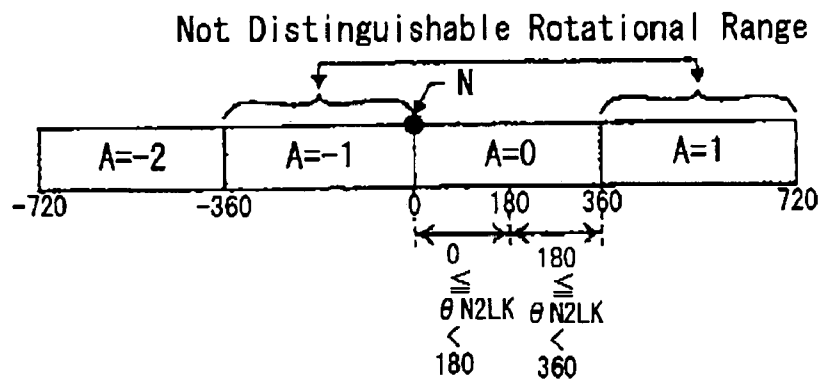 Not Distinguishable Rotational Range
N
A=-2 A=-1 A=0 A=1
-720 -360 0 180 360 720
0 180
≦ ≦
θN2LK θN2LK
< <
180 360